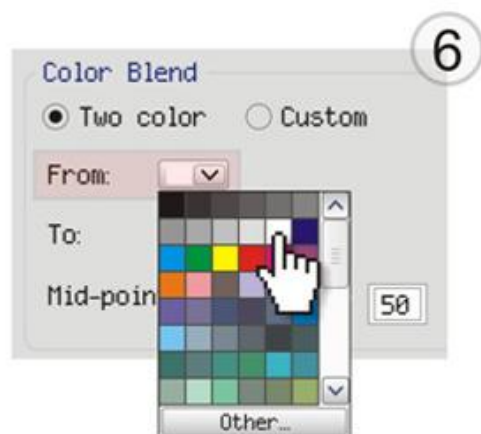 6
Color Blend
Two color Custom
From:
To:
Mid-poin
50
Other...